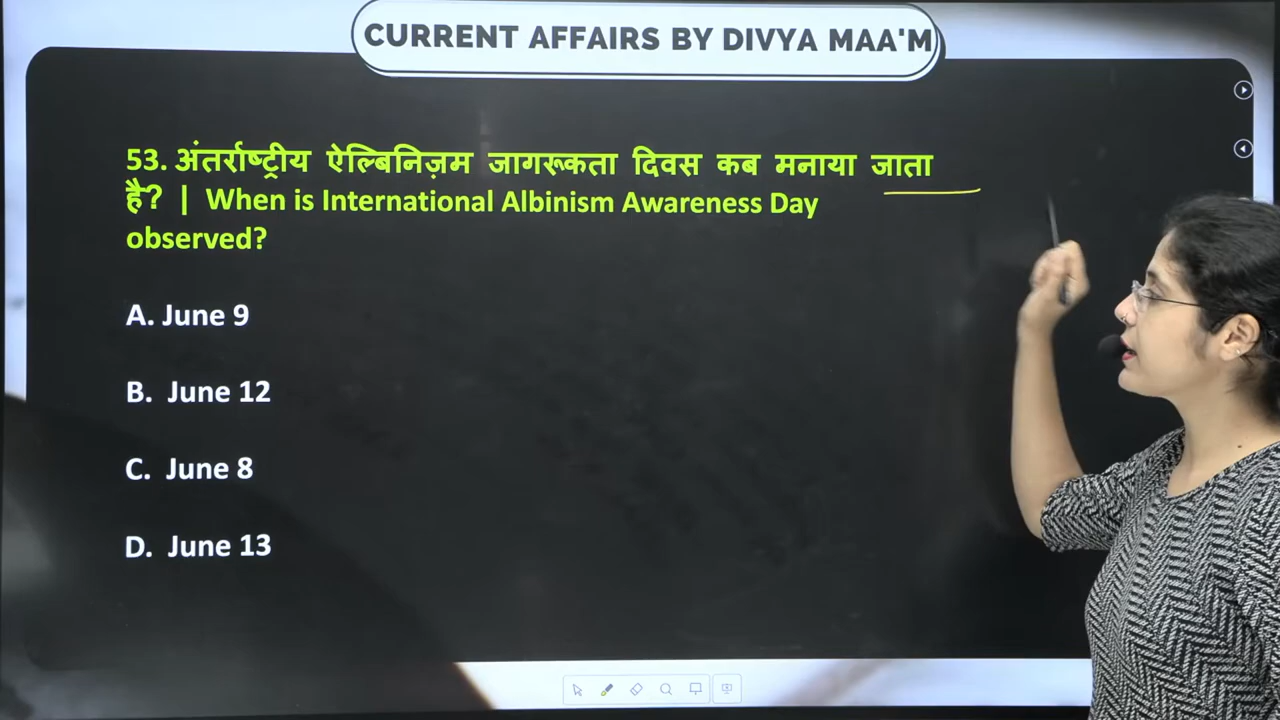 CURRENT AFFAIRS BY DIVYA MAA'M
53. अंतर्राष्ट्रीय ऐल्बिनिज़म जागरूकता दिवस कब मनाया जाता
है? | When is International Albinism Awareness Day
observed?
A. June 9
B. June 12
C. June 8
D. June 13